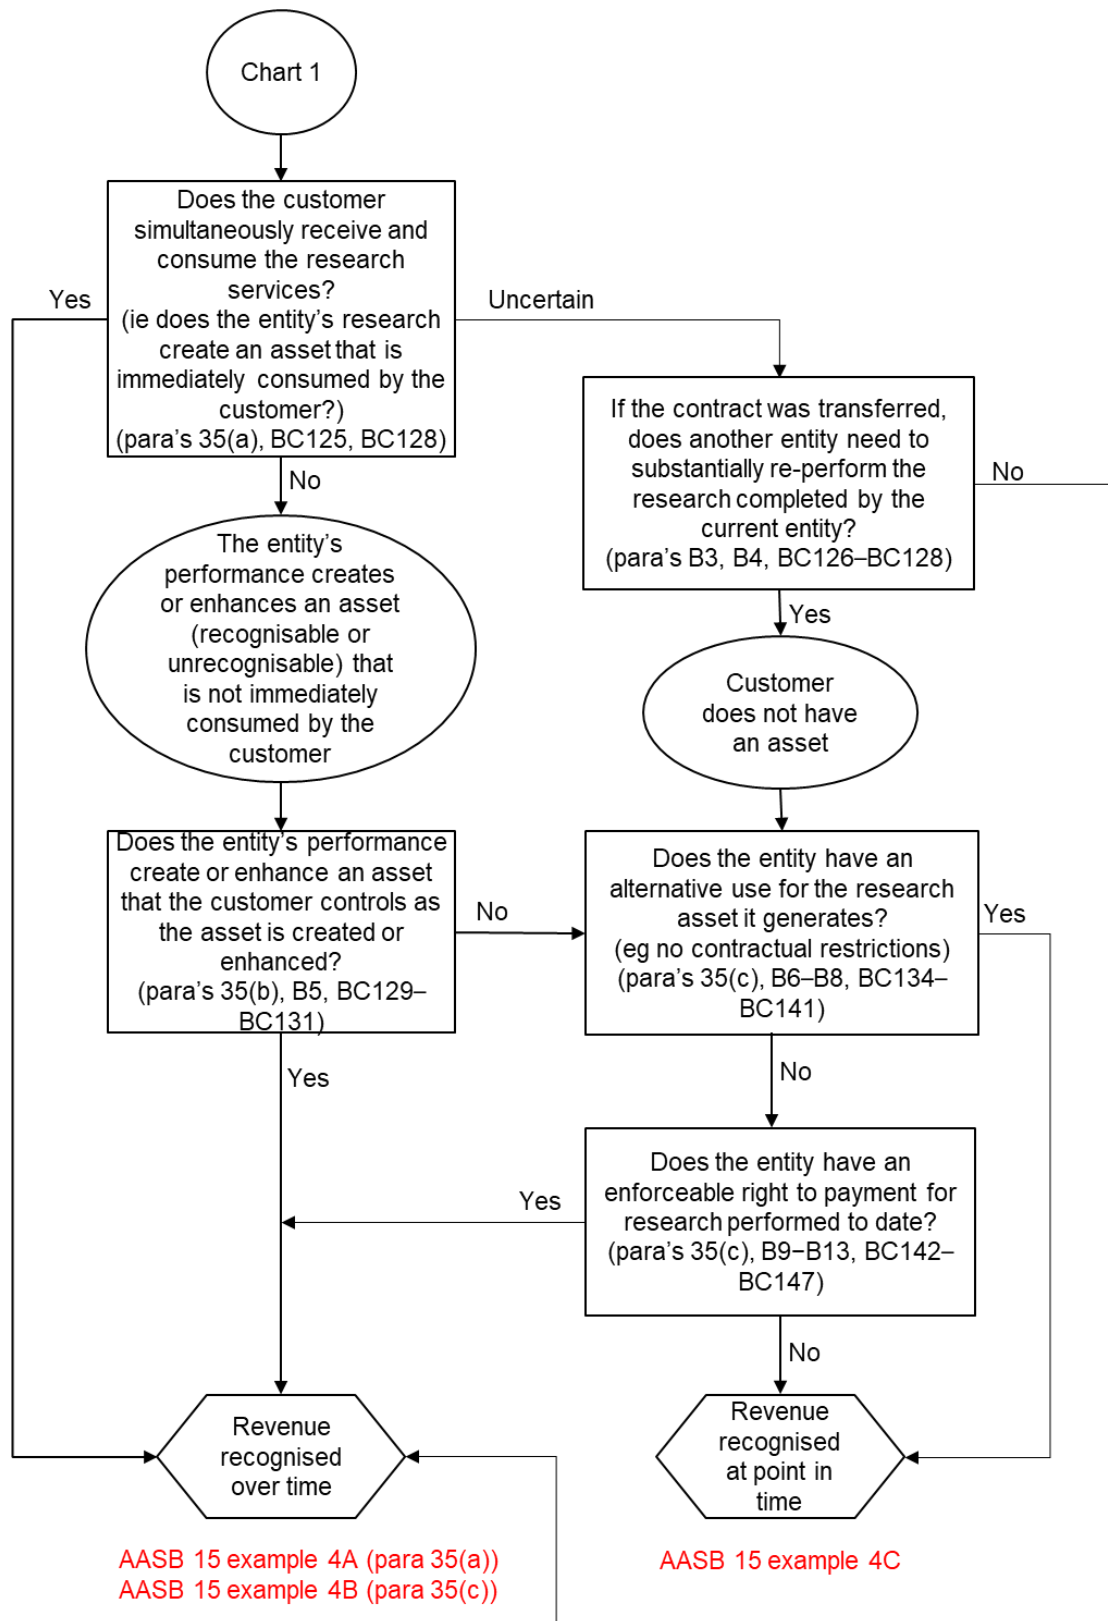 Chart 1
Does the customer
simultaneously receive and
consume the research
services?
(ie does the entity’s research
create an asset that is
immediately consumed by the
customer?)
(para’s 35(a), BC125, BC128)
Yes
Uncertain
No
If the contract was transferred,
does another entity need to
substantially re-perform the
research completed by the
current entity?
(para’s B3, B4, BC126–BC128)
No
Yes
The entity’s
performance creates
or enhances an asset
(recognisable or
unrecognisable) that
is not immediately
consumed by the
customer
Customer
does not have
an asset
Does the entity’s performance
create or enhance an asset
that the customer controls as
the asset is created or
enhanced?
(para’s 35(b), B5, BC129–
BC131)
No
Yes
Does the entity have an
alternative use for the research
asset it generates?
(eg no contractual restrictions)
(para’s 35(c), B6–B8, BC134–
BC141)
Yes
No
Does the entity have an
enforceable right to payment for
research performed to date?
(para’s 35(c), B9−B13, BC142–
BC147)
Yes
No
Revenue
recognised
over time
Revenue
recognised
at point in
time
AASB 15 example 4A (para 35(a))
AASB 15 example 4B (para 35(c))
AASB 15 example 4C